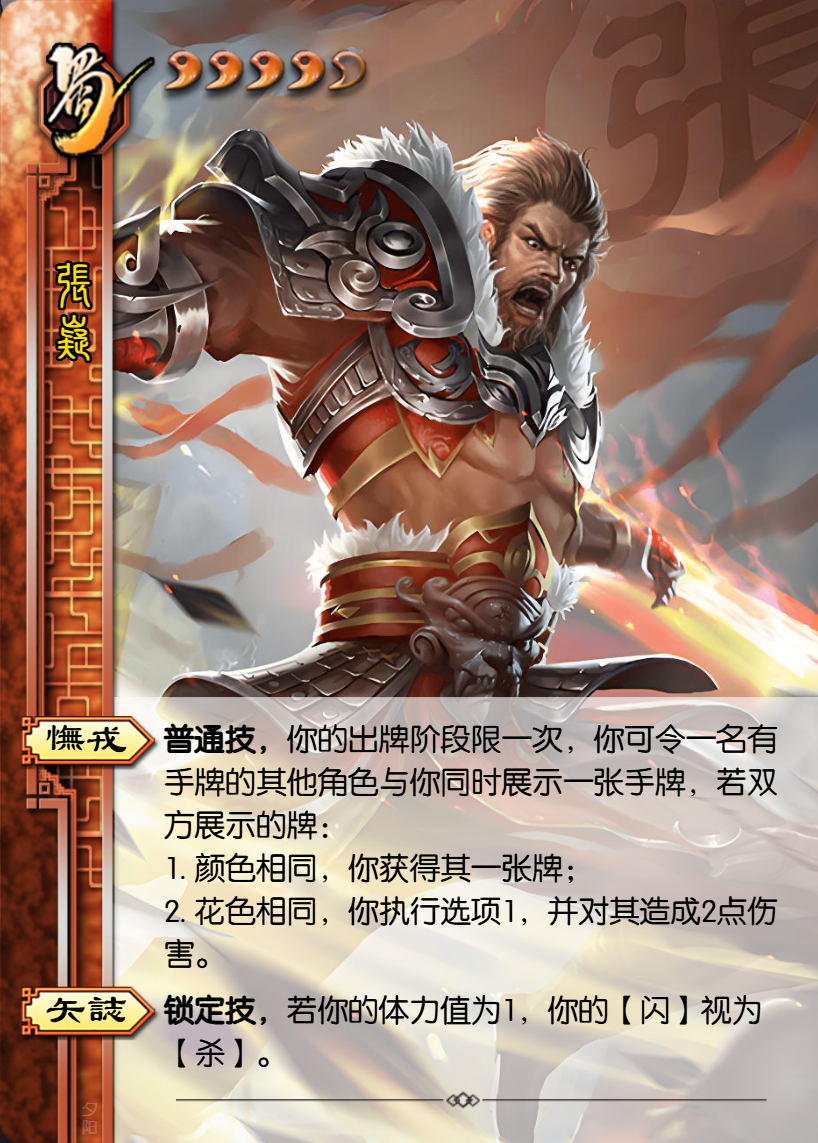 蜀
張
張嶷
憮戎
普通技，你的出牌阶段限一次，你可令一名有
手牌的其他角色与你同时展示一张手牌，若双
方展示的牌：
1. 颜色相同，你获得其一张牌；
2. 花色相同，你执行选项1，并对其造成2点伤
害。
矢誌
锁定技，若你的体力值为1，你的【闪】视为
【杀】。
夕阳